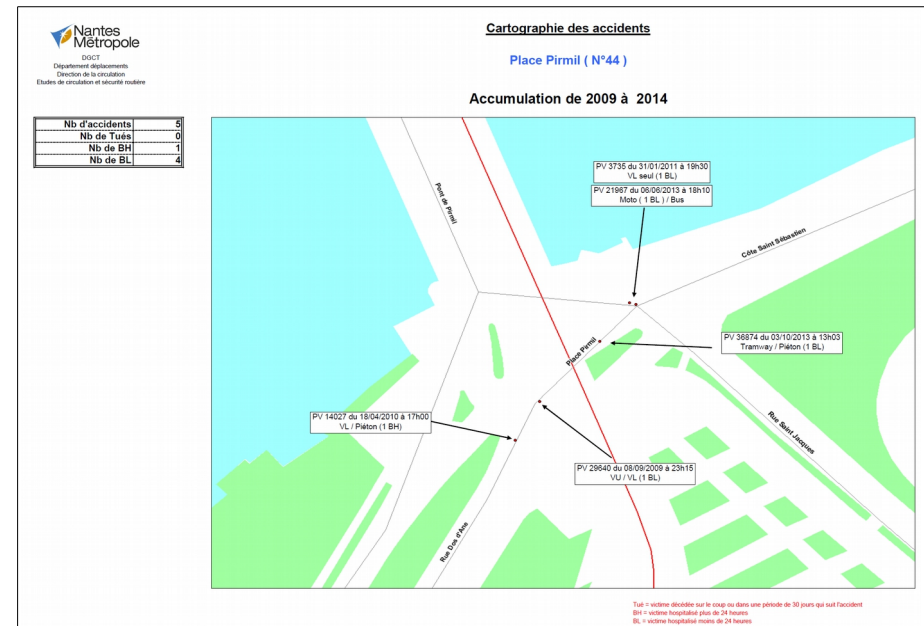 Nantes
Métropole
DGCT
Département déplacements
Direction de la circulation
Etudes de circulation et sécurité routière
Cartographie des accidents
Place Pirmil ( N°44 )
Accumulation de 2009 à 2014
Nb d'accidents 5
Nb de Tués 0
Nb de BH 1
Nb de BL 4
PV 3735 du 31/01/2011 à 19h30
VL seul (1 BL)
PV 21967 du 06/06/2013 à 18h10
Moto ( 1 BL ) / Bus
Pont de Pirmil
Côte Saint Sébastien
PV 36874 du 03/10/2013 à 13h03
Tramway / Piéton (1 BL)
Place Pirmil
PV 14027 du 18/04/2010 à 17h00
VL / Piéton (1 BH)
Rue Saint Jacques
PV 29640 du 08/09/2009 à 23h15
VU / VL (1 BL)
Rue Dos d'Ane
Tué = victime décédée sur le coup ou dans une période de 30 jours qui suit l'accident
BH = victime hospitalisé plus de 24 heures
BL = victime hospitalisé moins de 24 heures